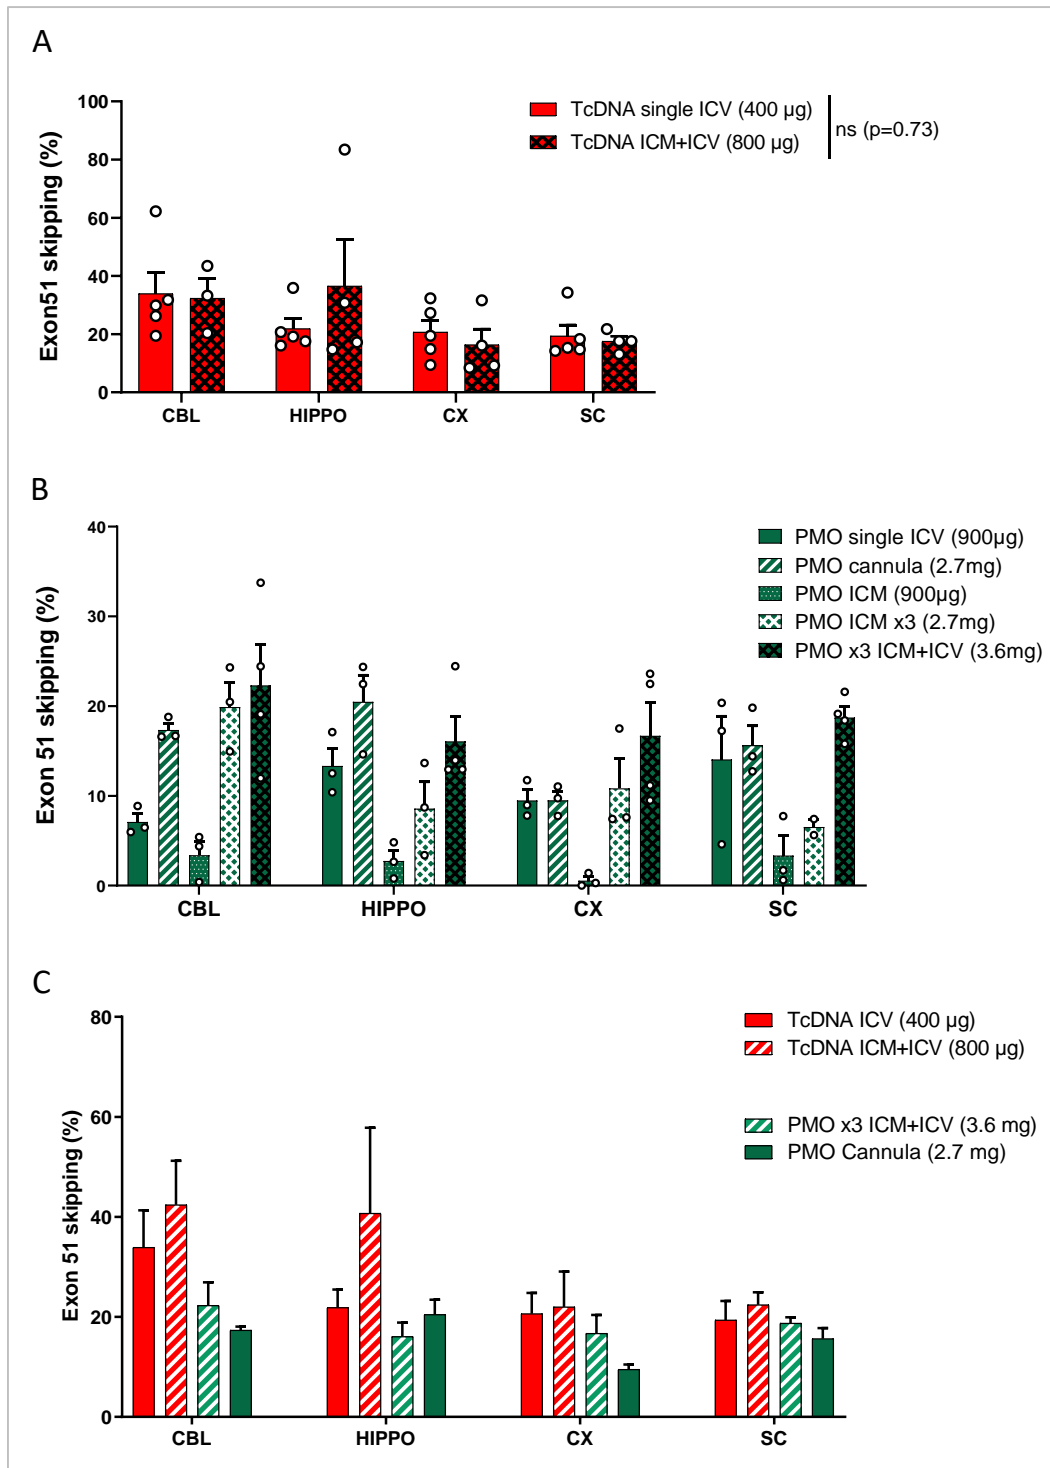 A
Exon51 skipping (%)
100
80
60
40
20
0
TcDNA single ICV (400 µg)
TcDNA ICM+ICV (800 µg)
ns (p=0.73)
CBL HIPPO CX SC
B
Exon 51 skipping (%)
40
30
20
10
0
PMO single ICV (900µg)
PMO cannula (2.7mg)
PMO ICM (900µg)
PMO ICM x3 (2.7mg)
PMO x3 ICM+ICV (3.6mg)
CBL HIPPO CX SC
C
Exon 51 skipping (%)
80
60
40
20
0
TcDNA ICV (400 µg)
TcDNA ICM+ICV (800 µg)
PMO x3 ICM+ICV (3.6 mg)
PMO Cannula (2.7 mg)
CBL HIPPO CX SC